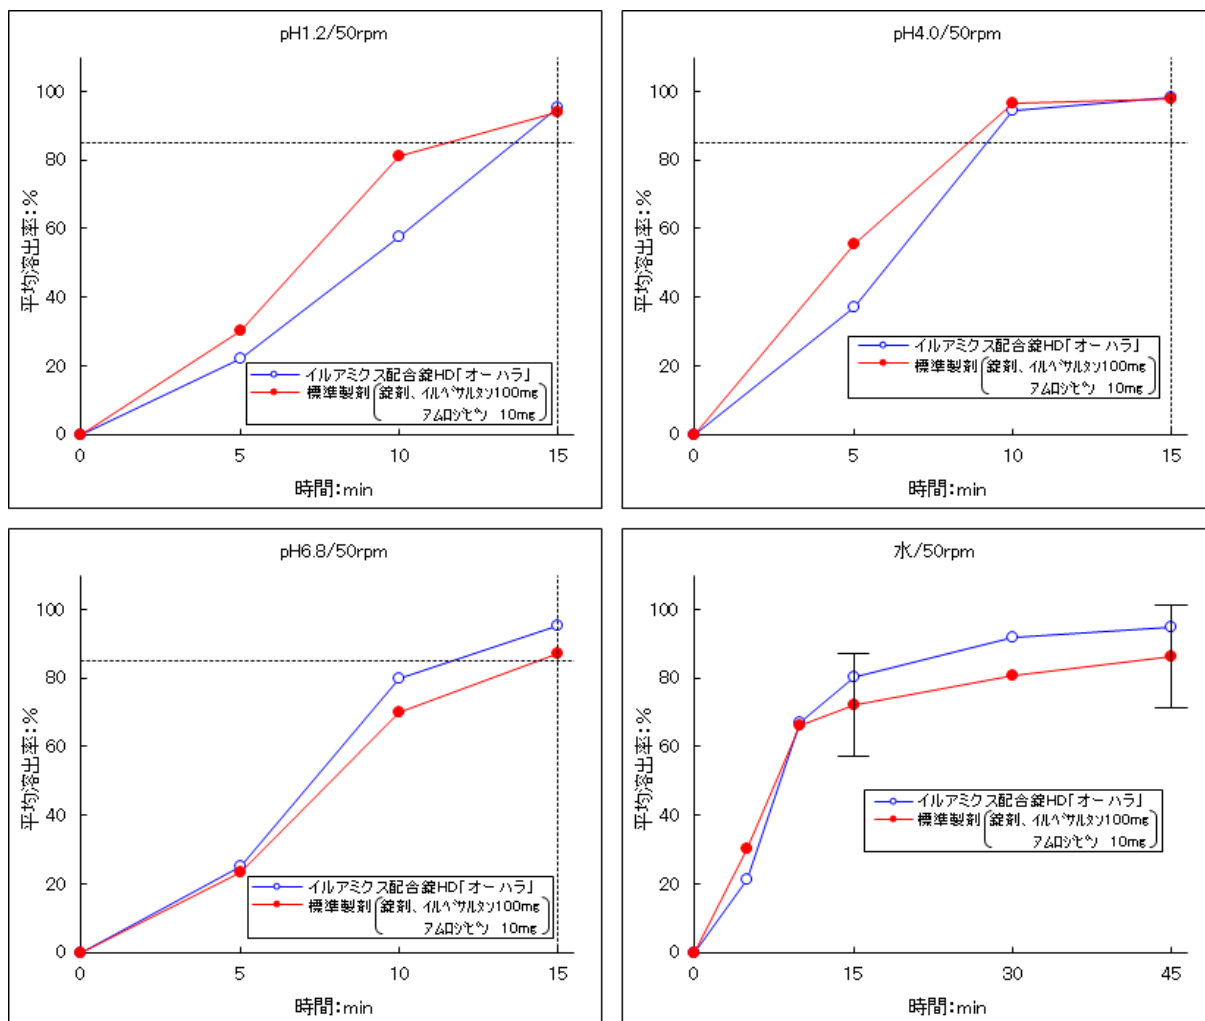 pH1.2/50rpm
平均溶出率:%
100
80
60
40
20
0
イルアミクス配合錠HD「オーハラ」
標準製剤(錠剤、イルベサルタン100mg
アムロジピン 10mg)
0 5 10 15
時間:min
pH4.0/50rpm
平均溶出率:%
100
80
60
40
20
0
イルアミクス配合錠HD「オーハラ」
標準製剤(錠剤、イルベサルタン100mg
アムロジピン 10mg)
0 5 10 15
時間:min
pH6.8/50rpm
平均溶出率:%
100
80
60
40
20
0
イルアミクス配合錠HD「オーハラ」
標準製剤(錠剤、イルベサルタン100mg
アムロジピン 10mg)
0 5 10 15
時間:min
水/50rpm
平均溶出率:%
100
80
60
40
20
0
イルアミクス配合錠HD「オーハラ」
標準製剤(錠剤、イルベサルタン100mg
アムロジピン 10mg)
0 15 30 45
時間:min